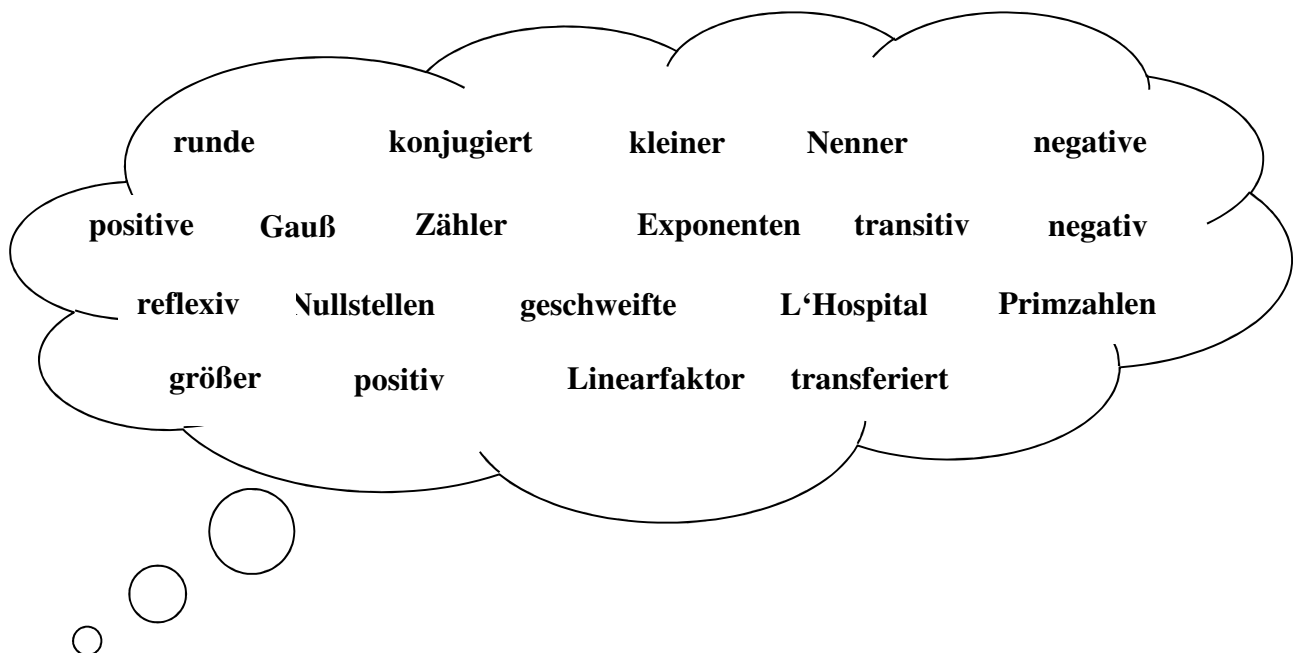 runde konjugiert kleiner Nenner negative
positive Gauß Zähler Exponenten transitiv negativ
reflexiv Nullstellen geschweifte L‘Hospital Primzahlen
größer positiv Linearfaktor transferiert